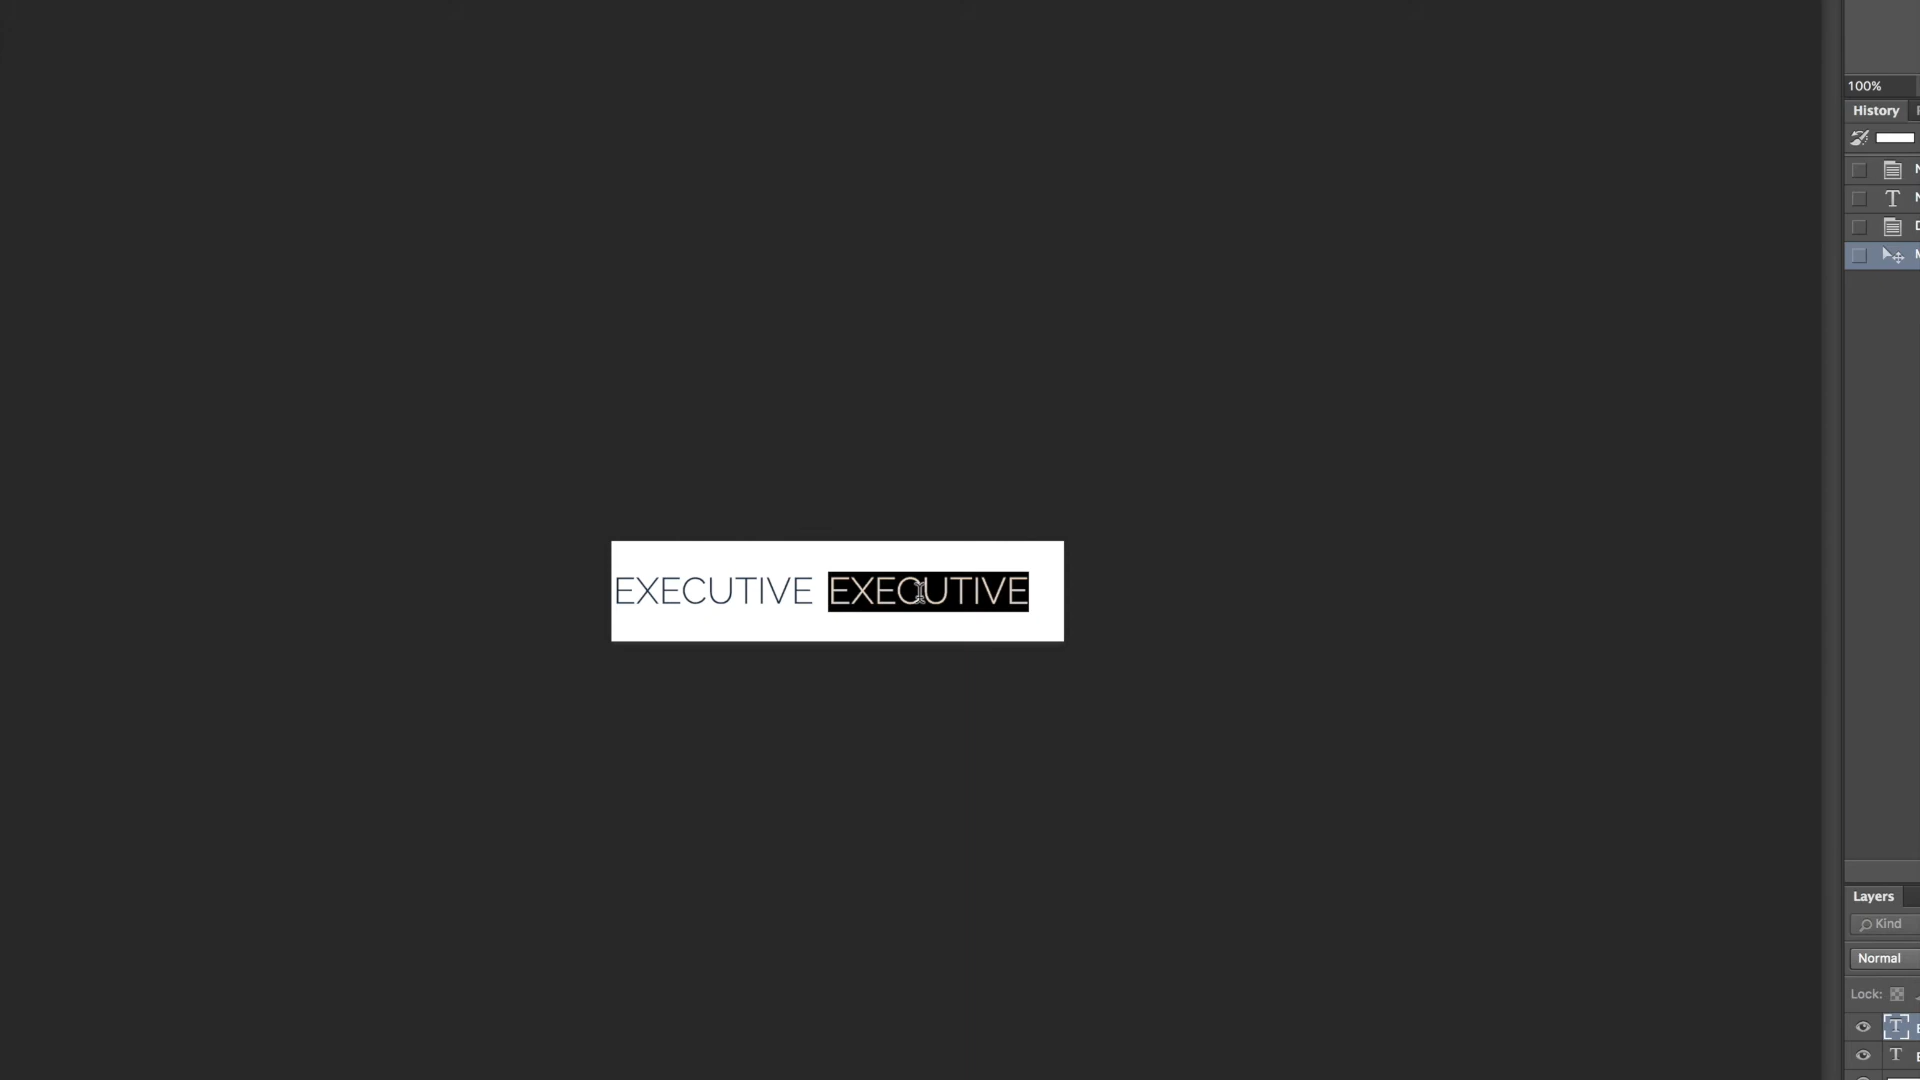 100%
History
EXECUTIVE EXECUTIVE
Layers
Kind
Normal
Lock: